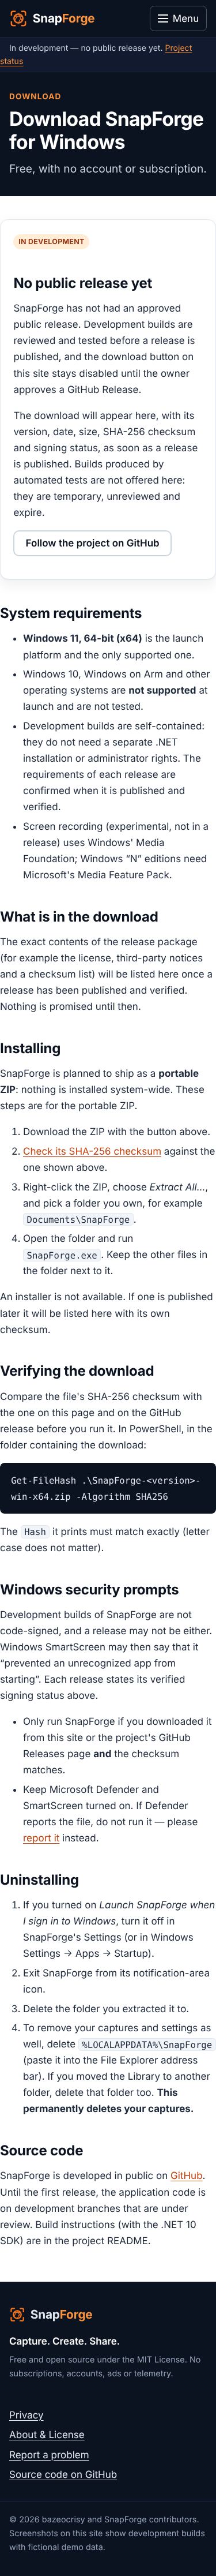 SnapForge
Menu
In development — no public release yet. Project
status
DOWNLOAD
Download SnapForge
for Windows
Free, with no account or subscription.
IN DEVELOPMENT
No public release yet
SnapForge has not had an approved
public release. Development builds are
reviewed and tested before a release is
published, and the download button on
this site stays disabled until the owner
approves a GitHub Release.
The download will appear here, with its
version, date, size, SHA-256 checksum
and signing status, as soon as a release
is published. Builds produced by
automated tests are not offered here:
they are temporary, unreviewed and
expire.
Follow the project on GitHub
System requirements
• Windows 11, 64-bit (x64) is the launch
platform and the only supported one.
• Windows 10, Windows on Arm and other
operating systems are not supported at
launch and are not tested.
• Development builds are self-contained:
they do not need a separate .NET
installation or administrator rights. The
requirements of each release are
confirmed when it is published and
verified.
• Screen recording (experimental, not in a
release) uses Windows' Media
Foundation; Windows “N” editions need
Microsoft's Media Feature Pack.
What is in the download
The exact contents of the release package
(for example the license, third-party notices
and a checksum list) will be listed here once a
release has been published and verified.
Nothing is promised until then.
Installing
SnapForge is planned to ship as a portable
ZIP: nothing is installed system-wide. These
steps are for the portable ZIP.
1. Download the ZIP with the button above.
2. Check its SHA-256 checksum against the
one shown above.
3. Right-click the ZIP, choose Extract All…,
and pick a folder you own, for example
Documents\SnapForge.
4. Open the folder and run
SnapForge.exe. Keep the other files in
the folder next to it.
An installer is not available. If one is published
later it will be listed here with its own
checksum.
Verifying the download
Compare the file's SHA-256 checksum with
the one on this page and on the GitHub
release before you run it. In PowerShell, in the
folder containing the download:
Get-FileHash .\SnapForge-<version>-
win-x64.zip -Algorithm SHA256
The Hash it prints must match exactly (letter
case does not matter).
Windows security prompts
Development builds of SnapForge are not
code-signed, and a release may not be either.
Windows SmartScreen may then say that it
“prevented an unrecognized app from
starting”. Each release states its verified
signing status above.
• Only run SnapForge if you downloaded it
from this site or the project's GitHub
Releases page and the checksum
matches.
• Keep Microsoft Defender and
SmartScreen turned on. If Defender
reports the file, do not run it — please
report it instead.
Uninstalling
1. If you turned on Launch SnapForge when
I sign in to Windows, turn it off in
SnapForge's Settings (or in Windows
Settings → Apps → Startup).
2. Exit SnapForge from its notification-area
icon.
3. Delete the folder you extracted it to.
4. To remove your captures and settings as
well, delete %LOCALAPPDATA%\SnapForge
(paste it into the File Explorer address
bar). If you moved the Library to another
folder, delete that folder too. This
permanently deletes your captures.
Source code
SnapForge is developed in public on GitHub.
Until the first release, the application code is
on development branches that are under
review. Build instructions (with the .NET 10
SDK) are in the project README.
SnapForge
Capture. Create. Share.
Free and open source under the MIT License. No
subscriptions, accounts, ads or telemetry.
Privacy
About & License
Report a problem
Source code on GitHub
© 2026 bazeocrisy and SnapForge contributors.
Screenshots on this site show development builds
with fictional demo data.